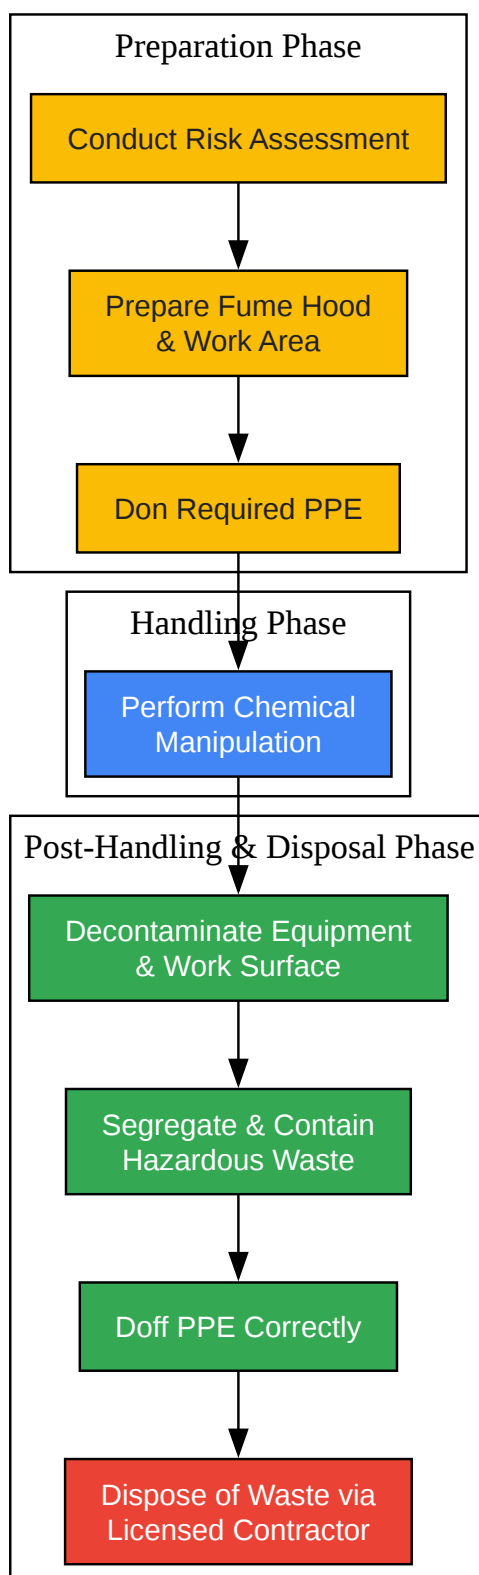 Preparation Phase
Conduct Risk Assessment
Prepare Fume Hood
& Work Area
Don Required PPE
Handling Phase
Perform Chemical
Manipulation
Post-Handling & Disposal Phase
Decontaminate Equipment
& Work Surface
Segregate & Contain
Hazardous Waste
Doff PPE Correctly
Dispose of Waste via
Licensed Contractor